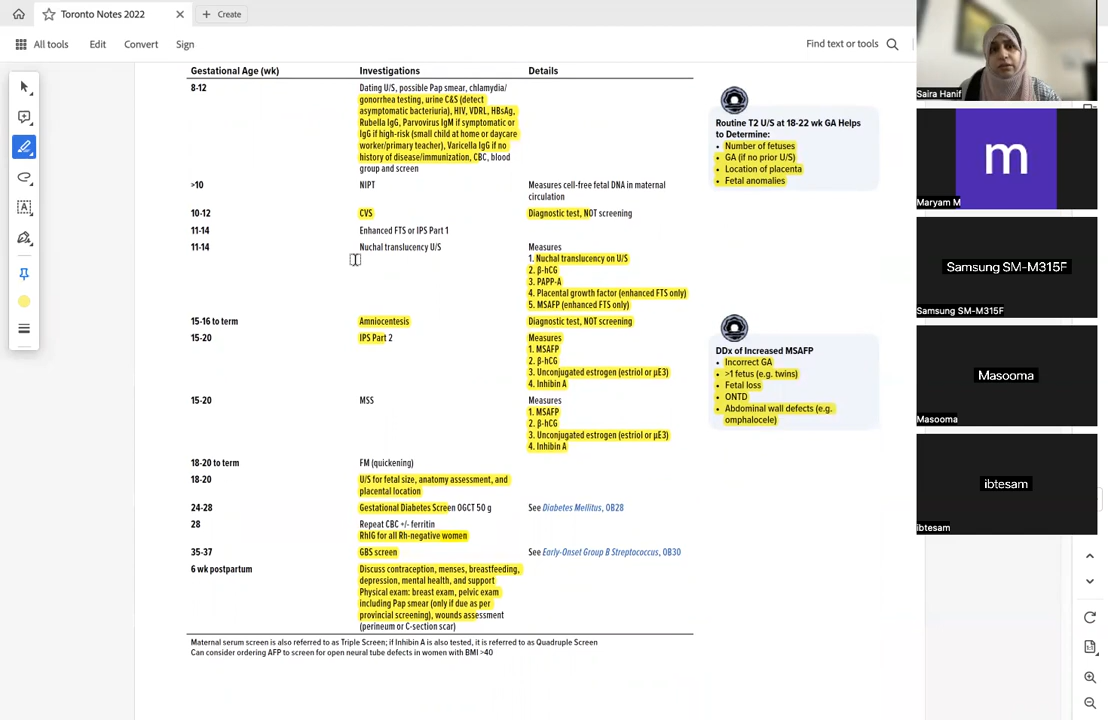 Toronto Notes 2022
Create
All tools
Edit
Convert
Sign
Find text or tools
Gestational Age (wk)
Investigations
Details
8-12
Dating U/S, possible Pap smear, chlamydia/
gonorrhea testing, urine C&S (detect
asymptomatic bacteriuria), HIV, VDRL, HBsAg,
Rubella IgG, Parvovirus IgM if symptomatic or
IgG if high-risk (small child at home or daycare
worker/primary teacher), Varicella IgG if no
history of disease/immunization, CBC, blood
group and screen
>10
NIPT
Measures cell-free fetal DNA in maternal
circulation
10-12
CVS
Diagnostic test, NOT screening
11-14
Enhanced FTS or IPS Part 1
11-14
Nuchal translucency U/S
Measures
1. Nuchal translucency on U/S
2. β-hCG
3. PAPP-A
4. Placental growth factor (enhanced FTS only)
5. MSAFP (enhanced FTS only)
15-16 to term
Amniocentesis
Diagnostic test, NOT screening
15-20
IPS Part 2
Measures
1. MSAFP
2. β-hCG
3. Unconjugated estrogen (estriol or μE3)
4. Inhibin A
15-20
MSS
Measures
1. MSAFP
2. β-hCG
3. Unconjugated estrogen (estriol or μE3)
4. Inhibin A
18-20 to term
FM (quickening)
18-20
U/S for fetal size, anatomy assessment, and
placental location
24-28
Gestational Diabetes Screen OGCT 50 g
See Diabetes Mellitus, OB28
28
Repeat CBC +/- ferritin
RhIG for all Rh-negative women
35-37
GBS screen
See Early-Onset Group B Streptococcus, OB30
6 wk postpartum
Discuss contraception, menses, breastfeeding,
depression, mental health, and support
Physical exam: breast exam, pelvic exam
including Pap smear (only if due as per
provincial screening), wounds assessment
(perineum or C-section scar)
Maternal serum screen is also referred to as Triple Screen; if Inhibin A is also tested, it is referred to as Quadruple Screen
Can consider ordering AFP to screen for open neural tube defects in women with BMI >40
Routine T2 U/S at 18-22 wk GA Helps
to Determine:
• Number of fetuses
• GA (if no prior U/S)
• Location of placenta
• Fetal anomalies
DDx of Increased MSAFP
• Incorrect GA
• >1 fetus (e.g. twins)
• Fetal loss
• ONTD
• Abdominal wall defects (e.g.
omphalocele)
Saira Hanif
m
Maryam M
Samsung SM-M315F
Samsung SM-M315F
Masooma
Masooma
ibtesam
ibtesam